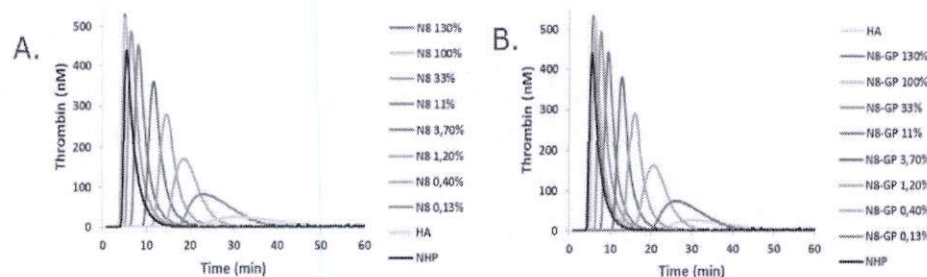 A.
Thrombin (nM)
500
400
300
200
100
0
0 10 20 30 40 50 60
Time (min)
N8 130%
N8 100%
N8 33%
N8 11%
N8 3,70%
N8 1,20%
N8 0,40%
N8 0,13%
HA
NHP
B.
Thrombin (nM)
500
400
300
200
100
0
0 10 20 30 40 50 60
Time (min)
HA
N8-GP 130%
N8-GP 100%
N8-GP 33%
N8-GP 11%
N8-GP 3,70%
N8-GP 1,20%
N8-GP 0,40%
N8-GP 0,13%
NHP